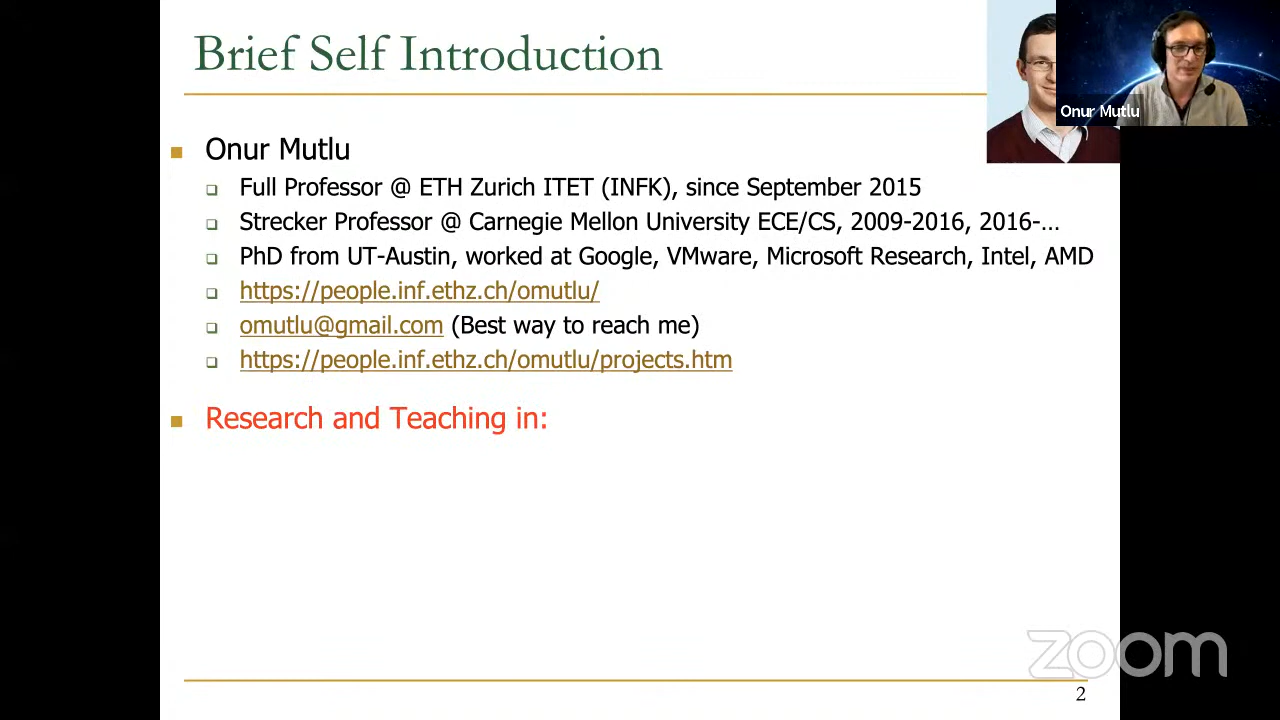 Brief Self Introduction
Onur Mutlu
Onur Mutlu
Full Professor @ ETH Zurich ITET (INFK), since September 2015
Strecker Professor @ Carnegie Mellon University ECE/CS, 2009-2016, 2016-…
PhD from UT-Austin, worked at Google, VMware, Microsoft Research, Intel, AMD
https://people.inf.ethz.ch/omutlu/
omutlu@gmail.com (Best way to reach me)
https://people.inf.ethz.ch/omutlu/projects.htm
Research and Teaching in:
zoom
2